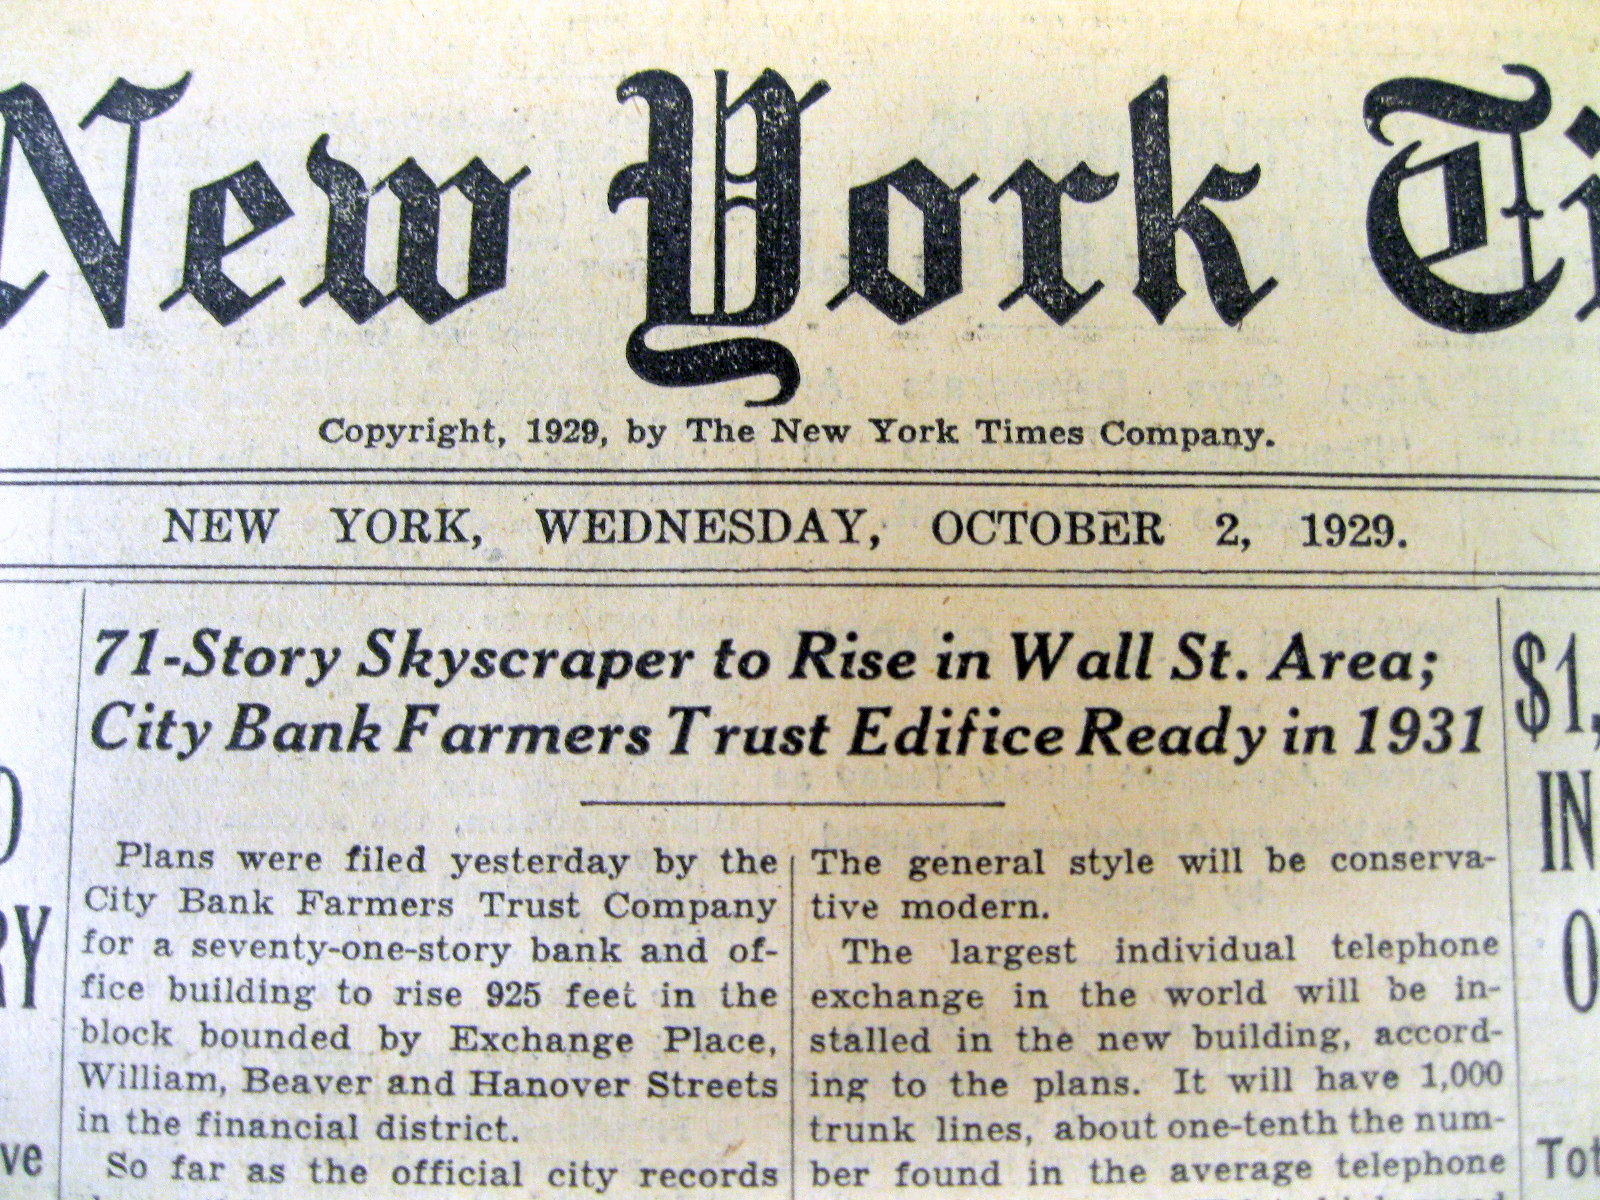 New York Ti
Copyright, 1929, by The New York Times Company.
NEW YORK, WEDNESDAY, OCTOBER 2, 1929.
71-Story Skyscraper to Rise in Wall St. Area;
City Bank Farmers Trust Edifice Ready in 1931
Plans were filed yesterday by the
City Bank Farmers Trust Company
for a seventy-one-story bank and of-
fice building to rise 925 feet in the
block bounded by Exchange Place,
William, Beaver and Hanover Streets
in the financial district.
So far as the official city records
The general style will be conserva-
tive modern.
The largest individual telephone
exchange in the world will be in-
stalled in the new building, accord-
ing to the plans. It will have 1,000
trunk lines, about one-tenth the num-
ber found in the average telephone
RY
ve
$1,
IN
Tot